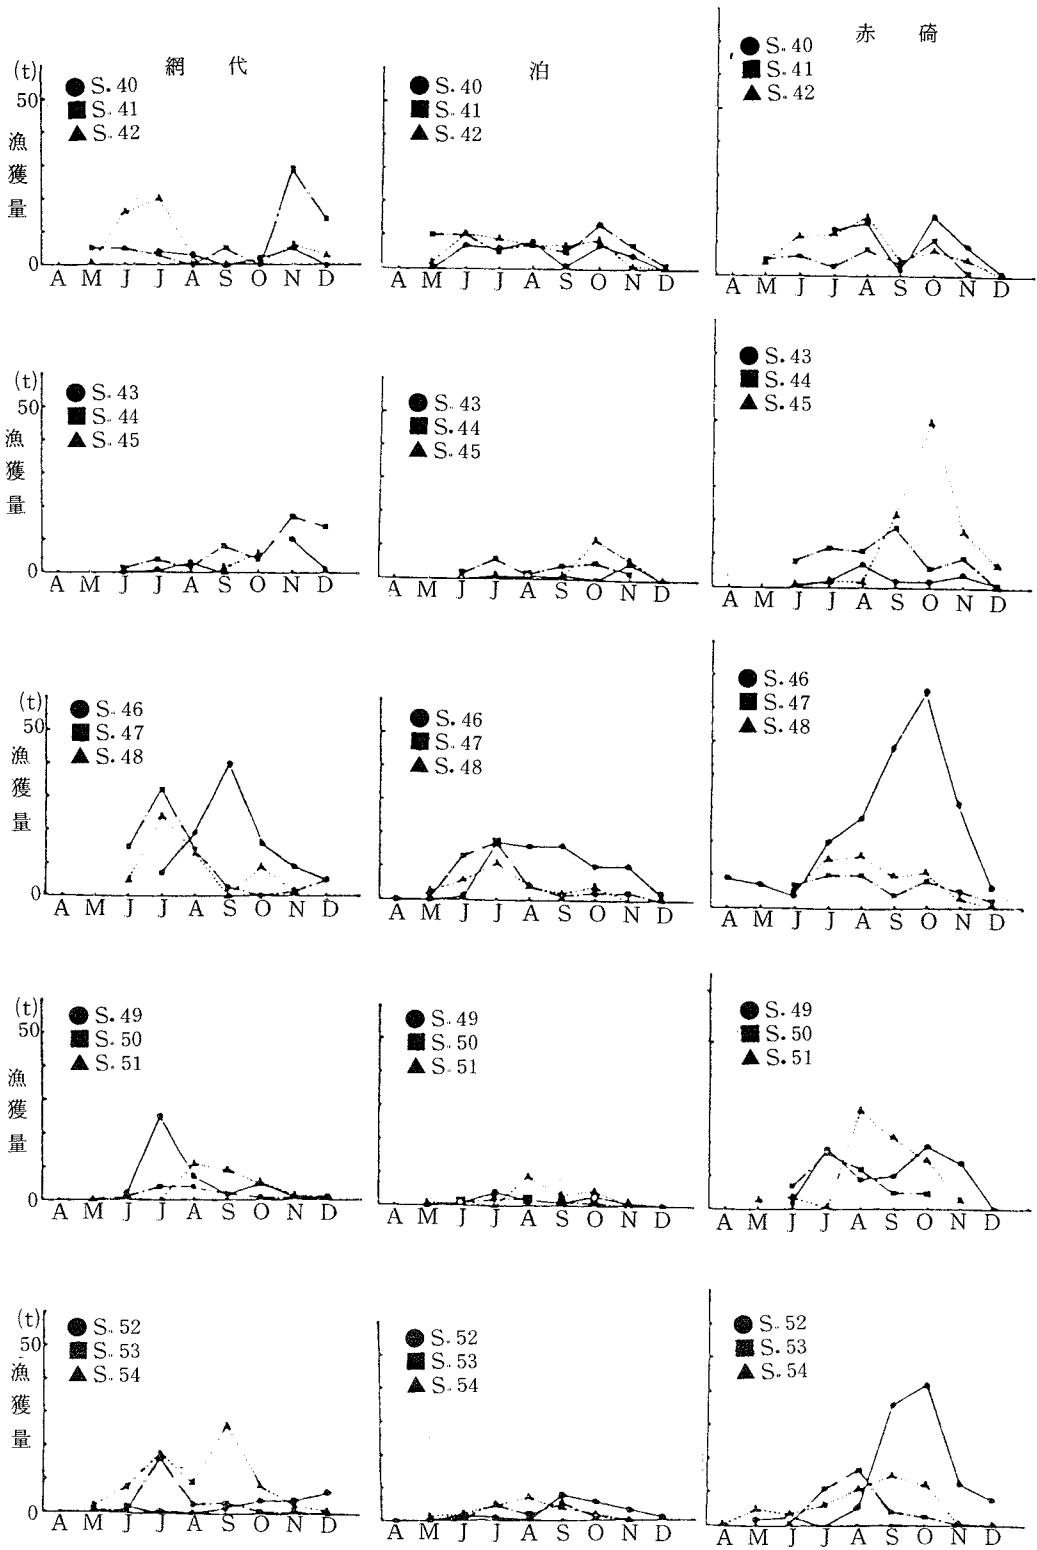 網 代
(t)
50
漁
獲
量
0
S. 40
S. 41
S. 42
A M J J A S O N D
泊
S. 40
S. 41
S. 42
A M J J A S O N D
赤 碕
S. 40
S. 41
S. 42
A M J J A S O N D
(t)
50
漁
獲
量
0
S. 43
S. 44
S. 45
A M J J A S O N D
S. 43
S. 44
S. 45
A M J J A S O N D
S. 43
S. 44
S. 45
A M J J A S O N D
(t)
50
漁
獲
量
0
S. 46
S. 47
S. 48
A M J J A S O N D
S. 46
S. 47
S. 48
A M J J A S O N D
S. 46
S. 47
S. 48
A M J J A S O N D
(t)
50
漁
獲
量
0
S. 49
S. 50
S. 51
A M J J A S O N D
S. 49
S. 50
S. 51
A M J J A S O N D
S. 49
S. 50
S. 51
A M J J A S O N D
(t)
50
漁
獲
量
0
S. 52
S. 53
S. 54
A M J J A S O N D
S. 52
S. 53
S. 54
A M J J A S O N D
S. 52
S. 53
S. 54
A M J J A S O N D